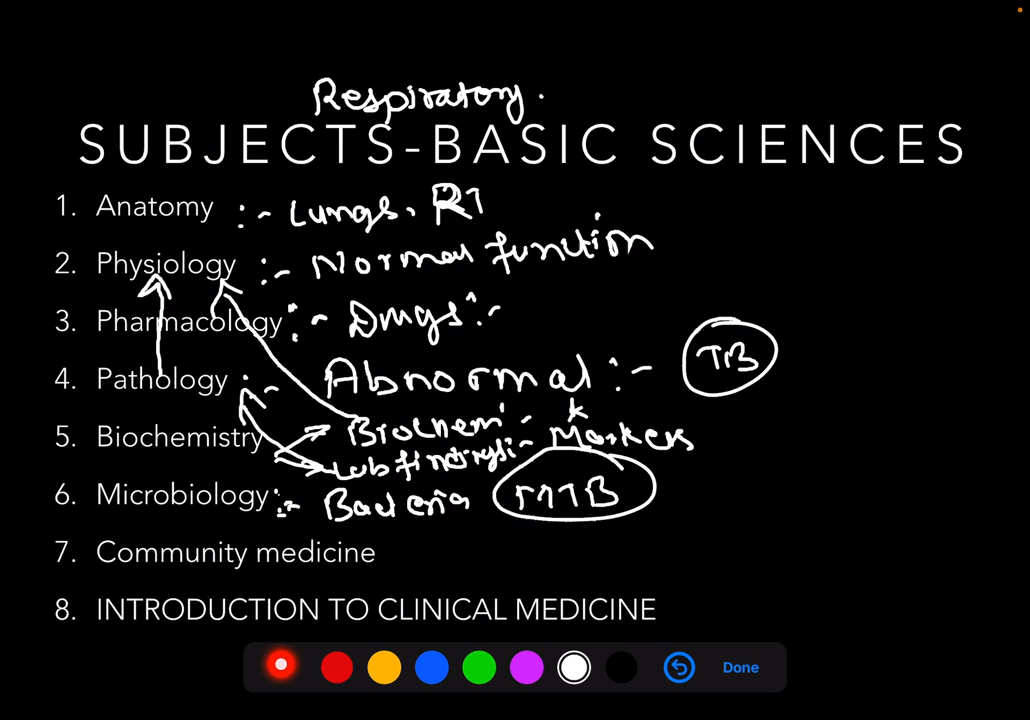 Respiratory.
SUBJECTS-BASIC SCIENCES
1. Anatomy :- Lungs, RT
2. Physiology :- Normal function
3. Pharmacology :- Drugs :-
4. Pathology :- Abnormal :- TB
5. Biochemistry Biochem :- Markers
Lab findings :-
6. Microbiology :- Bacteria MTB
7. Community medicine
8. INTRODUCTION TO CLINICAL MEDICINE
Done